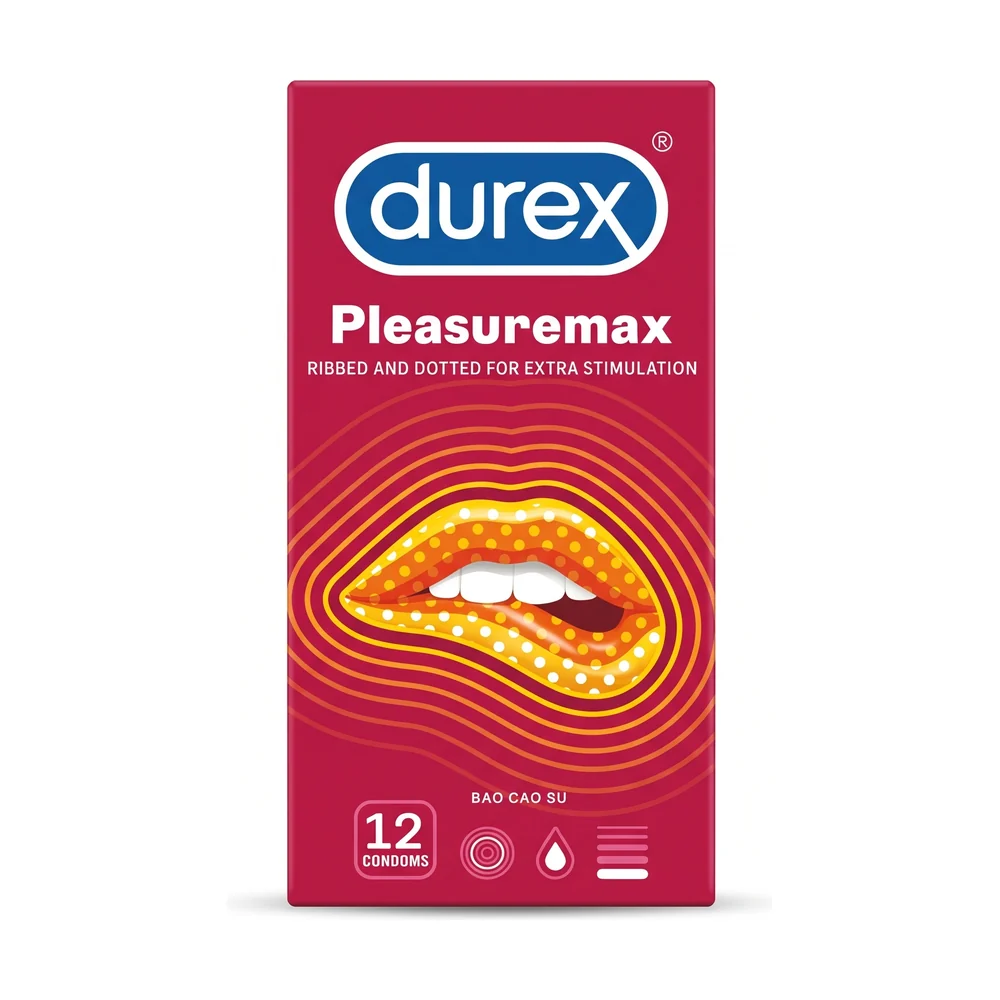 durex
®
Pleasuremax
RIBBED AND DOTTED FOR EXTRA STIMULATION
BAO CAO SU
12
CONDOMS